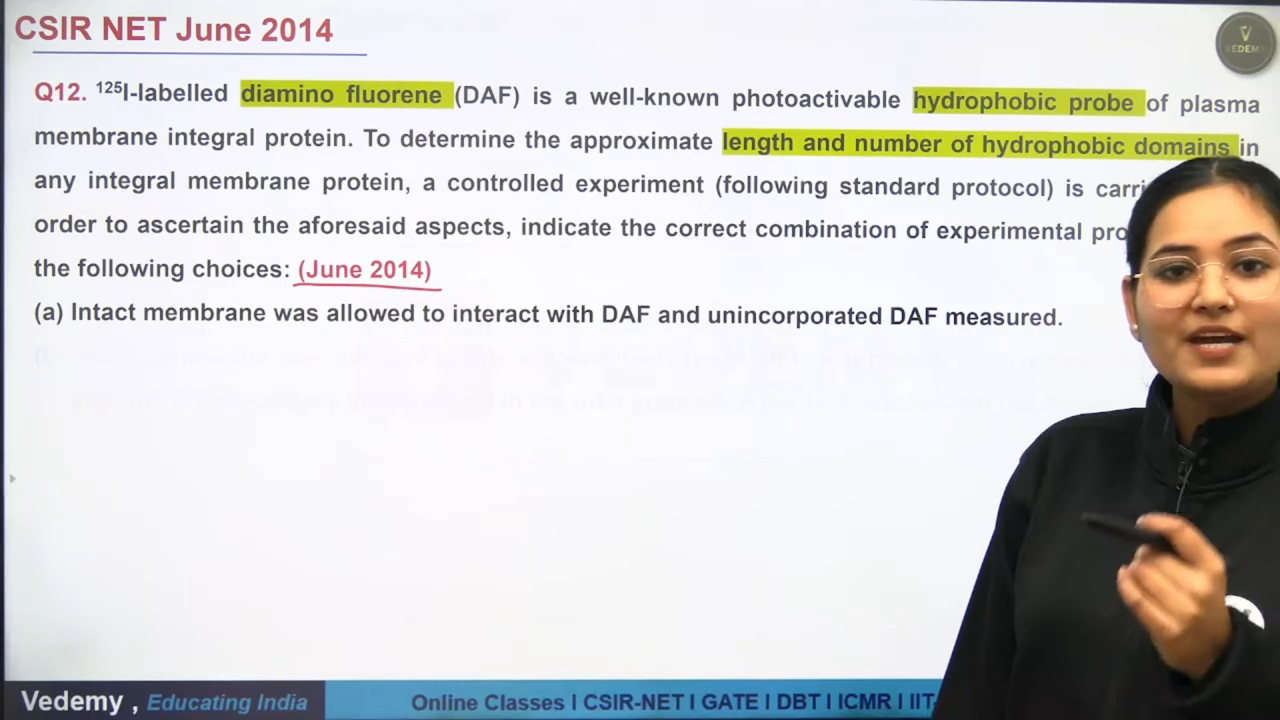 CSIR NET June 2014
VEDEMY
Q12. ¹²⁵I-labelled diamino fluorene (DAF) is a well-known photoactivable hydrophobic probe of plasma
membrane integral protein. To determine the approximate length and number of hydrophobic domains in
any integral membrane protein, a controlled experiment (following standard protocol) is
order to ascertain the aforesaid aspects, indicate the correct combination of experimental
the following choices: (June 2014)
(a) Intact membrane was allowed to interact with DAF and unincorporated DAF measured.
Vedemy , Educating India
Online Classes I CSIR-NET I GATE I DBT I ICMR I IIT-